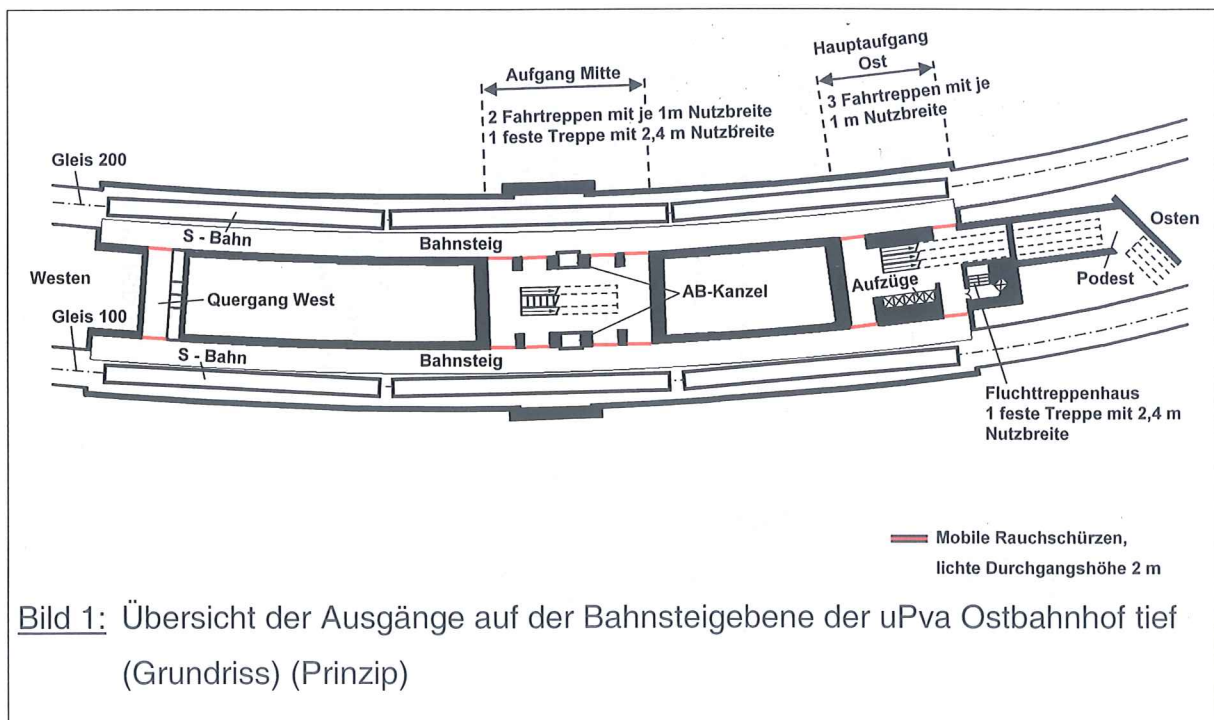 Hauptaufgang
Ost
Aufgang Mitte
2 Fahrtreppen mit je 1m Nutzbreite
1 feste Treppe mit 2,4 m Nutzbreite
3 Fahrtreppen mit je
1 m Nutzbreite
Gleis 200
S - Bahn
Bahnsteig
Osten
Westen
Quergang West
AB-Kanzel
Aufzüge
Podest
Gleis 100
S - Bahn
Bahnsteig
Fluchttreppenhaus
1 feste Treppe mit 2,4 m
Nutzbreite
Mobile Rauchschürzen,
lichte Durchgangshöhe 2 m
Bild 1: Übersicht der Ausgänge auf der Bahnsteigebene der uPva Ostbahnhof tief
(Grundriss) (Prinzip)